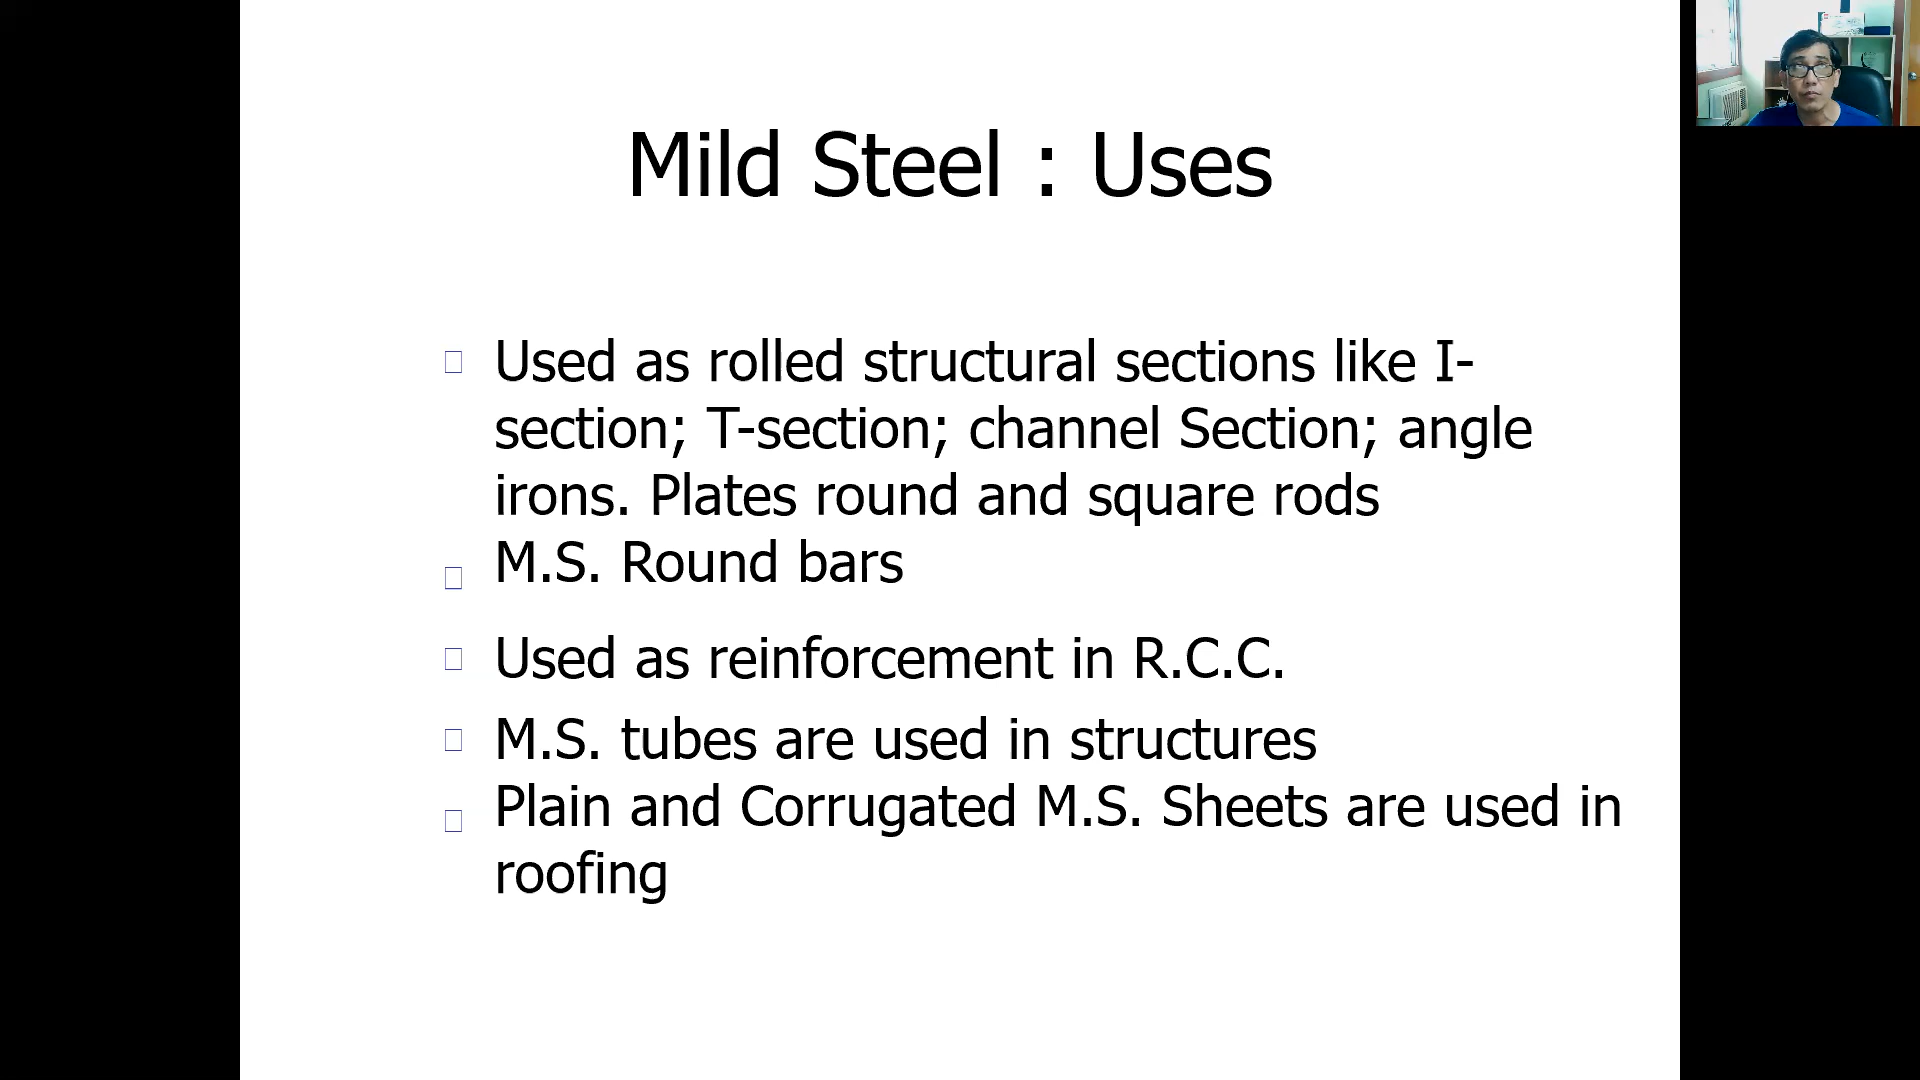 Mild Steel : Uses
Used as rolled structural sections like I-
section; T-section; channel Section; angle
irons. Plates round and square rods
M.S. Round bars
Used as reinforcement in R.C.C.
M.S. tubes are used in structures
Plain and Corrugated M.S. Sheets are used in
roofing